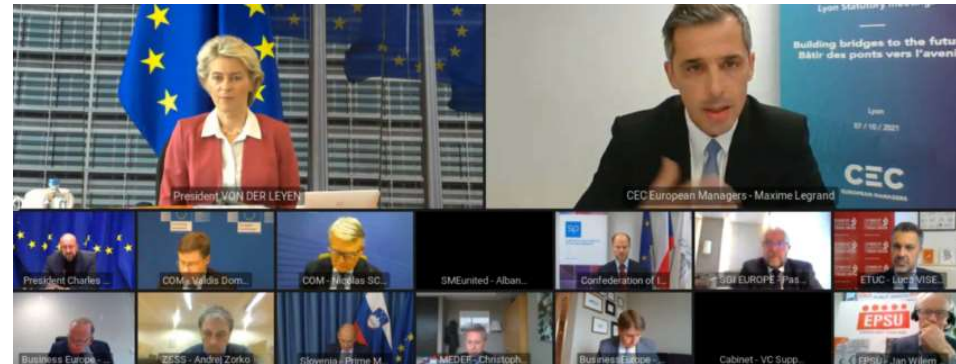 Lyon Statutory meeting
Building bridges to the futu
Bâtir des ponts vers l'aveni
Lyon
07 / 10 / 2021
CEC
EUROPEAN MANAGERS
President VON DER LEYEN
CEC European Managers - Maxime Legrand
President Charles ...
COM - Valdis Dom...
COM - Nicolas SC...
SMEunited - Alban...
Confederation of I...
SGI EUROPE - Pas...
ETUC - Luca VISE...
Business Europe - ...
ZSSS - Andrej Zorko
Slovenia - Prime M...
MEDEF - Christoph...
BusinessEurope - ...
Cabinet - VC Supp...
EPSU
EPSU - Jan Willem...